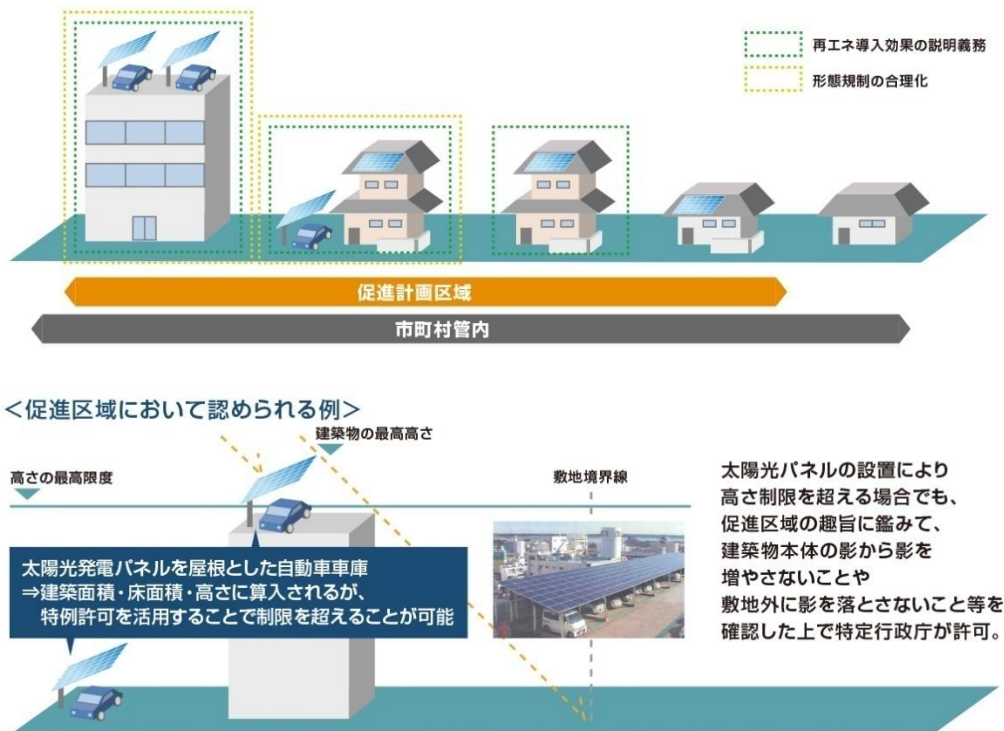 再エネ導入効果の説明義務
形態規制の合理化
促進計画区域
市町村管内
<促進区域において認められる例>
建築物の最高高さ
高さの最高限度
敷地境界線
太陽光発電パネルを屋根とした自動車車庫
⇒建築面積・床面積・高さに算入されるが、
特例許可を活用することで制限を超えることが可能
太陽光パネルの設置により
高さ制限を超える場合でも、
促進区域の趣旨に鑑みて、
建築物本体の影から影を
増やさないことや
敷地外に影を落とさないこと等を
確認した上で特定行政庁が許可。